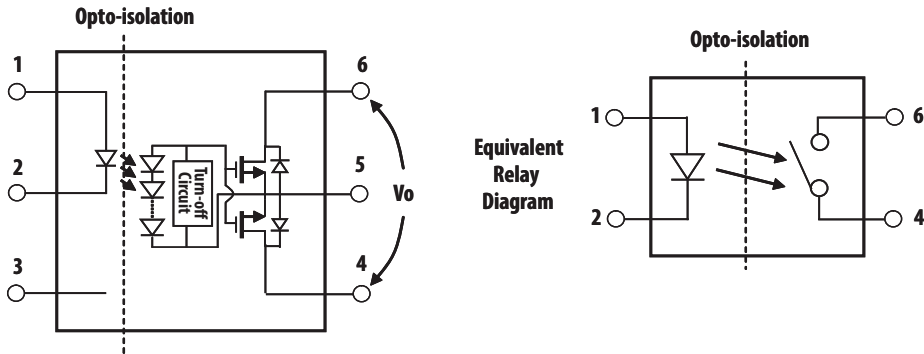 Opto-isolation
1
2
3
Turn-off
Circuit
6
5
4
Vo
Equivalent
Relay
Diagram
Opto-isolation
1
2
6
4